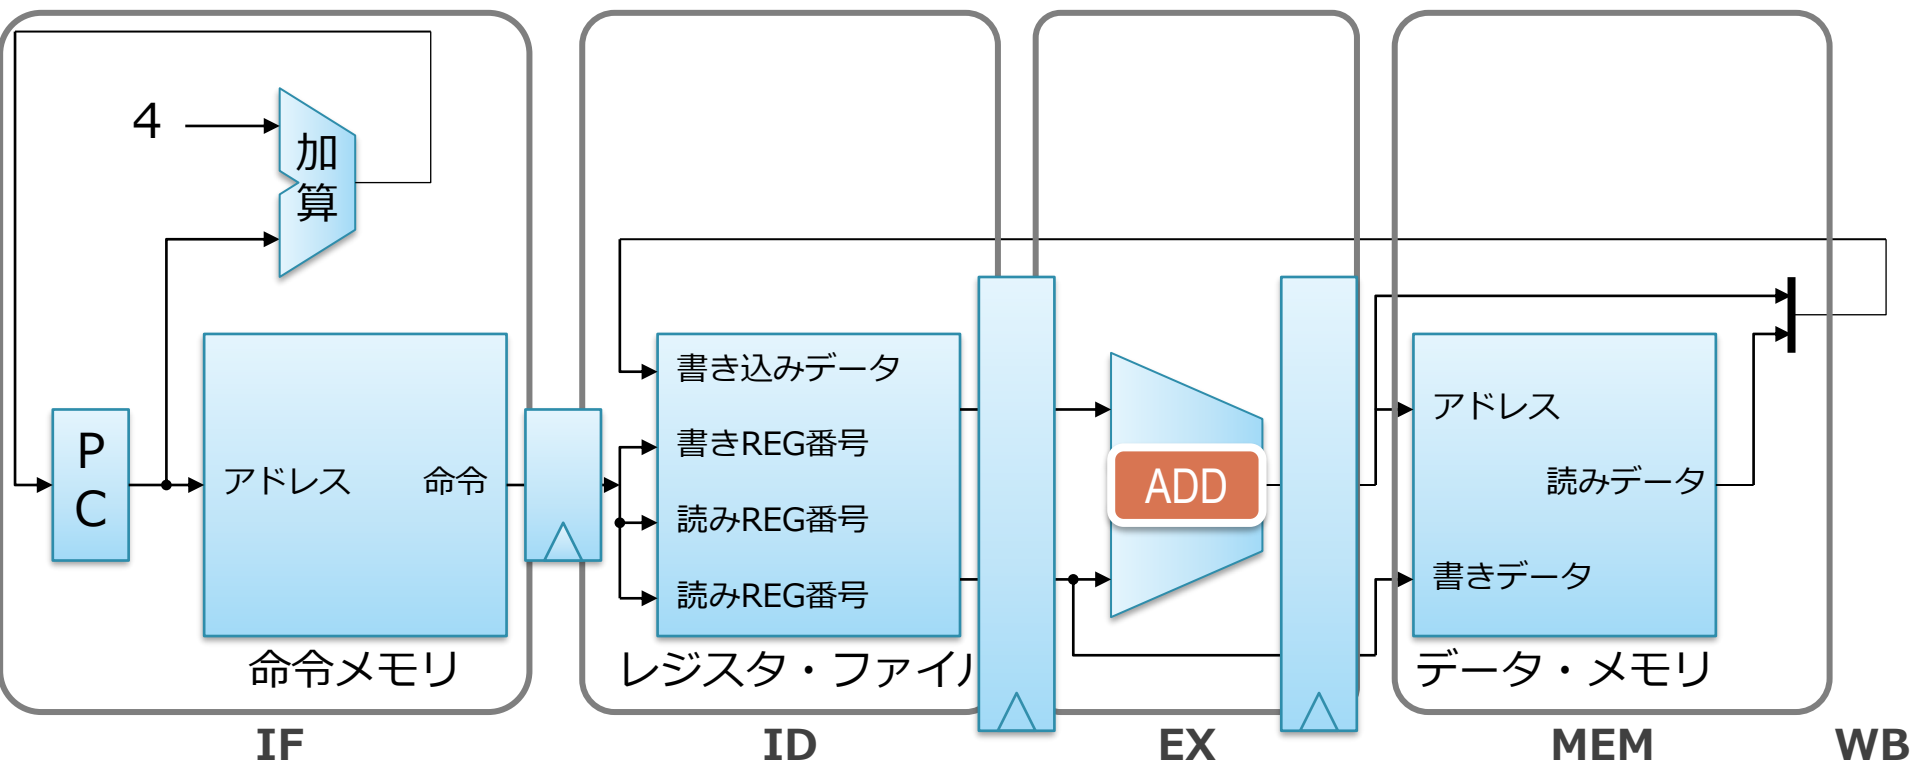 4
加
算
P
C
アドレス
命令
命令メモリ
書き込みデータ
書きREG番号
読みREG番号
読みREG番号
レジスタ・ファイル
ADD
アドレス
読みデータ
書きデータ
データ・メモリ
IF
ID
EX
MEM
WB